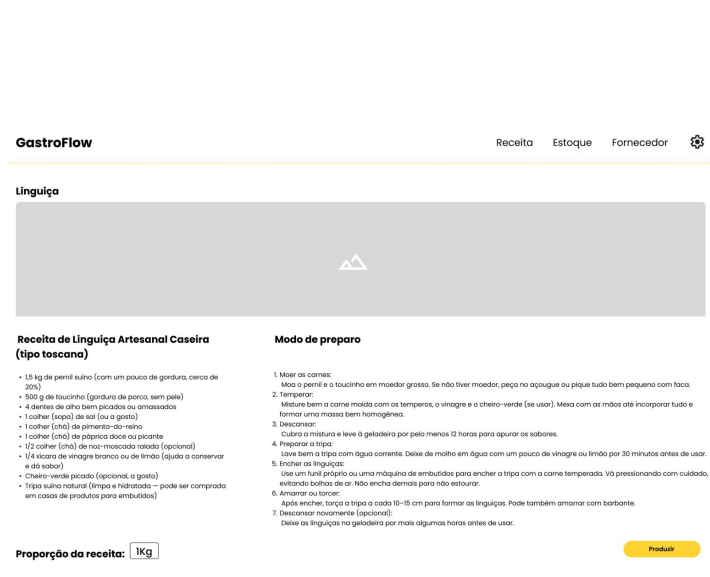 GastroFlow
Receita Estoque Fornecedor
Linguiça
Receita de Linguiça Artesanal Caseira
(tipo toscana)
• 1,5 kg de pernil suíno (com um pouco de gordura, cerca de
20%)
• 500 g de toucinho (gordura de porco, sem pele)
• 4 dentes de alho bem picados ou amassados
• 1 colher (sopa) de sal (ou a gosto)
• 1 colher (chá) de pimenta-do-reino
• 1 colher (chá) de páprica doce ou picante
• 1/2 colher (chá) de noz-moscada ralada (opcional)
• 1/4 xícara de vinagre branco ou de limão (ajuda a conservar
e dá sabor)
• Cheiro-verde picado (opcional, a gosto)
• Tripa suína natural (limpa e hidratada — pode ser comprada
em casas de produtos para embutidos)
Modo de preparo
1. Moer as carnes:
Moa o pernil e o toucinho em moedor grosso. Se não tiver moedor, peça no açougue ou pique tudo bem pequeno com faca.
2. Temperar:
Misture bem a carne moída com os temperos, o vinagre e o cheiro-verde (se usar). Mexa com as mãos até incorporar tudo e
formar uma massa bem homogênea.
3. Descansar:
Cubra a mistura e leve à geladeira por pelo menos 12 horas para apurar os sabores.
4. Preparar a tripa:
Lave bem a tripa com água corrente. Deixe de molho em água com um pouco de vinagre ou limão por 30 minutos antes de usar.
5. Encher as linguiças:
Use um funil próprio ou uma máquina de embutidos para encher a tripa com a carne temperada. Vá pressionando com cuidado,
evitando bolhas de ar. Não encha demais para não estourar.
6. Amarrar ou torcer:
Após encher, torça a tripa a cada 10–15 cm para formar as linguiças. Pode também amarrar com barbante.
7. Descansar novamente (opcional):
Deixe as linguiças na geladeira por mais algumas horas antes de usar.
Proporção da receita: 1Kg
Produzir